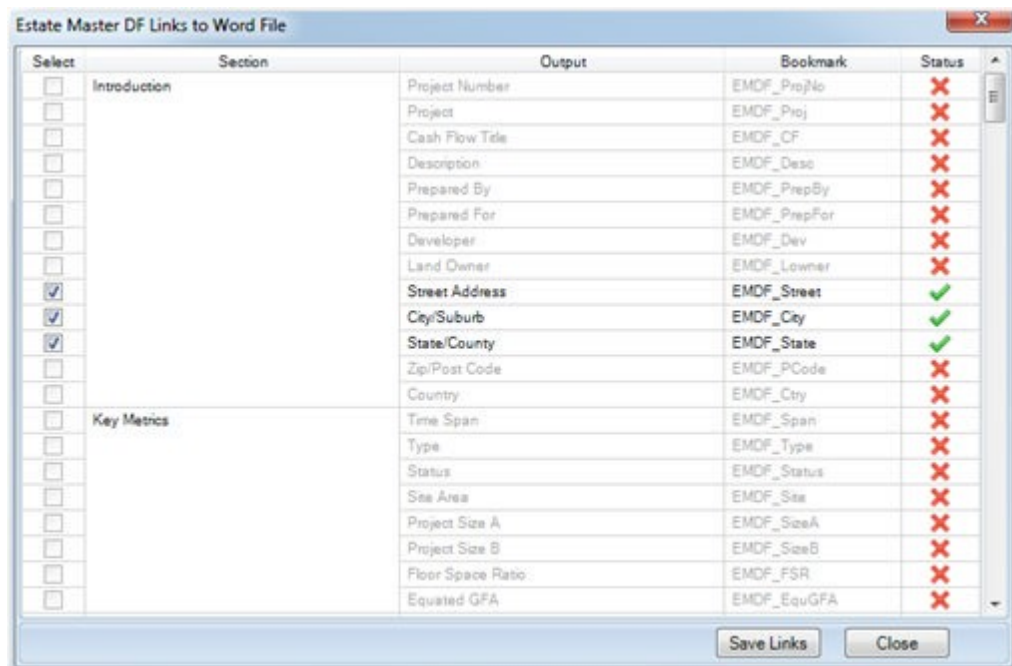 Estate Master DF Links to Word File
Select Section Output Bookmark Status
Introduction Project Number EMDF_ProjNo
Project EMDF_Proj
Cash Flow Title EMDF_CF
Description EMDF_Desc
Prepared By EMDF_PrepBy
Prepared For EMDF_PrepFor
Developer EMDF_Dev
Land Owner EMDF_Lowner
Street Address EMDF_Street
City/Suburb EMDF_City
State/County EMDF_State
Zip/Post Code EMDF_PCode
Country EMDF_Ctry
Key Metrics Time Span EMDF_Span
Type EMDF_Type
Status EMDF_Status
Site Area EMDF_Site
Project Size A EMDF_SizeA
Project Size B EMDF_SizeB
Floor Space Ratio EMDF_FSR
Equated GFA EMDF_EquGFA
Save Links Close